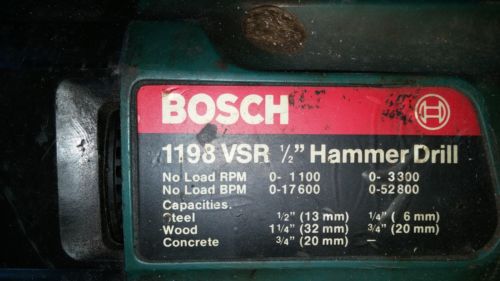 BOSCH
1198 VSR ½" Hammer Drill
No Load RPM 0- 1100 0- 3300
No Load BPM 0-17600 0-52800
Capacities.
Steel ½" (13 mm) ¼" ( 6 mm)
Wood 1¼" (32 mm) ¾" (20 mm)
Concrete ¾" (20 mm) –